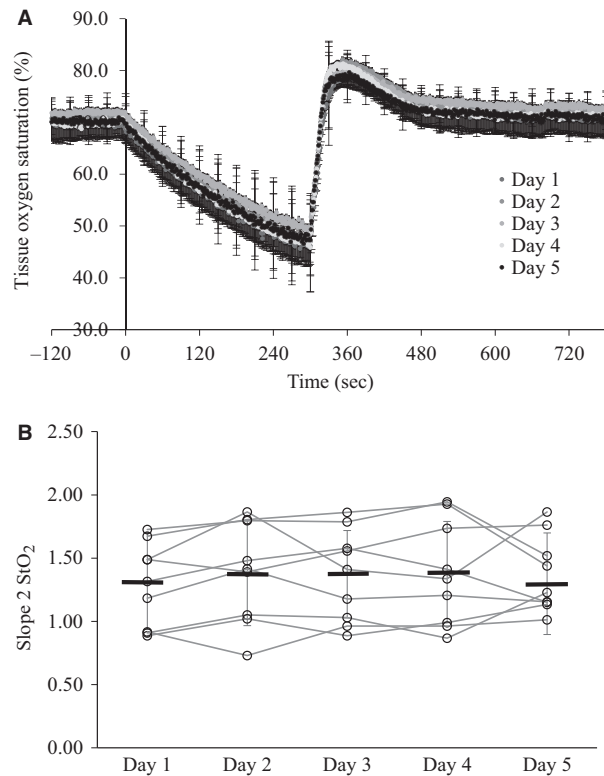 A
90.0
80.0
60.0
50.0
40.0
30.0
Tissue oxygen saturation (%)
Day 1
Day 2
Day 3
Day 4
Day 5
–120 0 120 240 360 480 600 720
Time (sec)
B
2.50
2.00
1.50
1.00
0.50
0.00
Slope 2 StO₂
Day 1 Day 2 Day 3 Day 4 Day 5